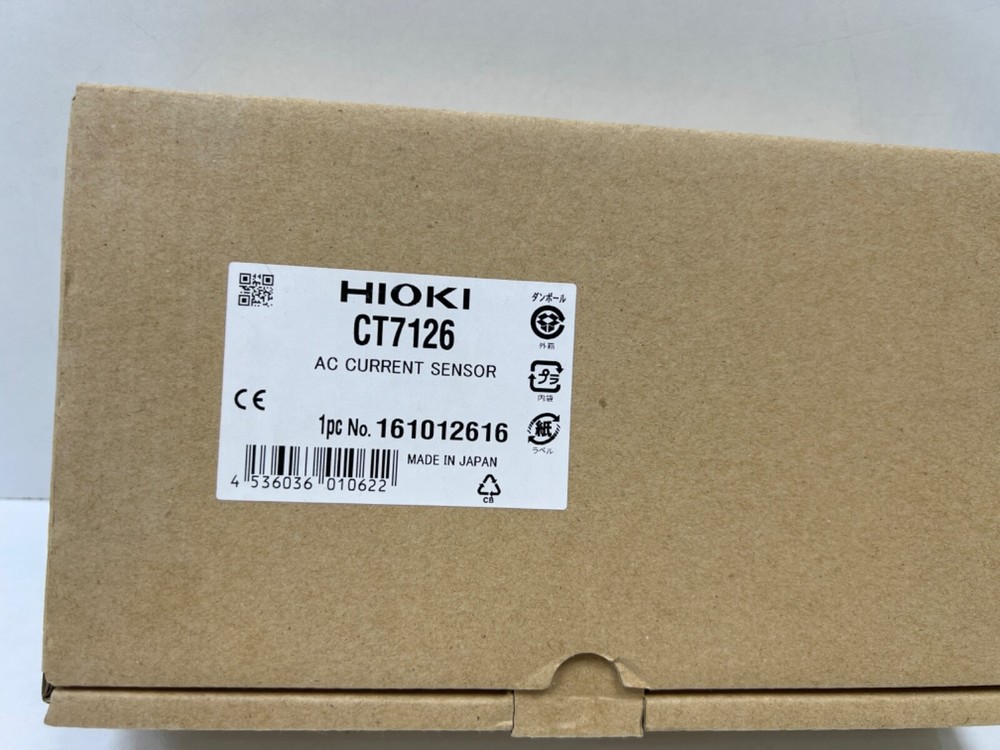 HIOKI
CT7126
AC CURRENT SENSOR
CE
1pc No. 161012616
MADE IN JAPAN
4 536036 010622
ダンボール
外箱
プラ
内袋
紙
ラベル
CB